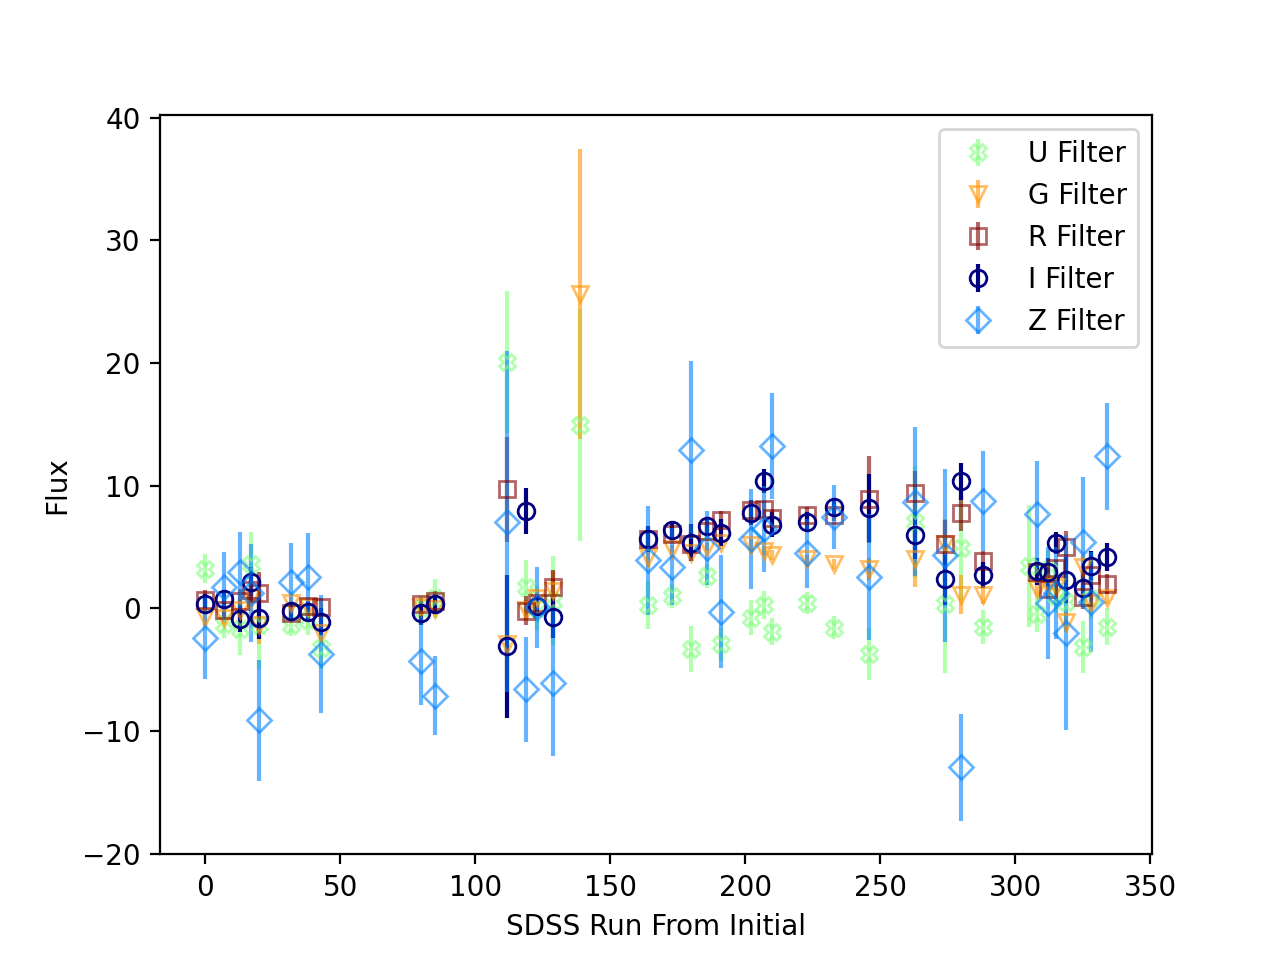 40
30
20
10
0
−10
−20
Flux
U Filter
G Filter
R Filter
I Filter
Z Filter
0 50 100 150 200 250 300 350
SDSS Run From Initial